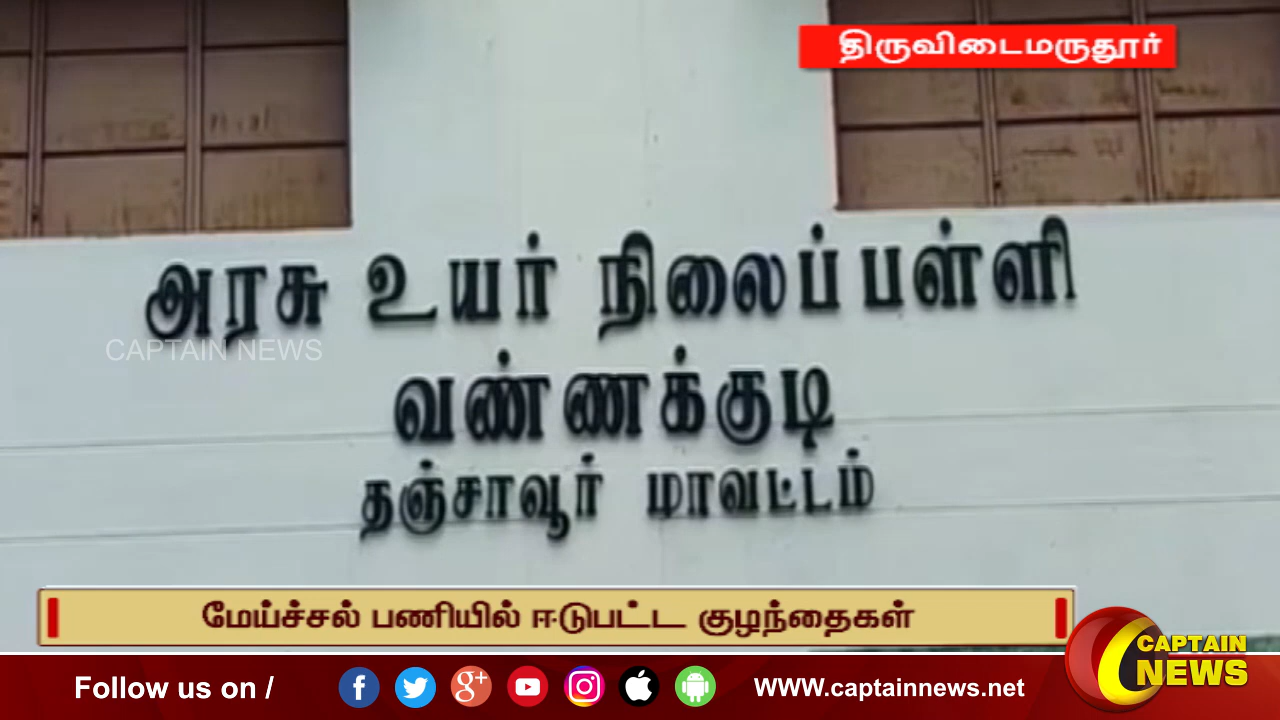 திருவிடைமருதூர்
அரசு உயர் நிலைப்பள்ளி
CAPTAIN NEWS
வண்ணக்குடி
தஞ்சாவூர் மாவட்டம்
மேய்ச்சல் பணியில் ஈடுபட்ட குழந்தைகள்
CAPTAIN
NEWS
Follow us on /
WWW.captainnews.net